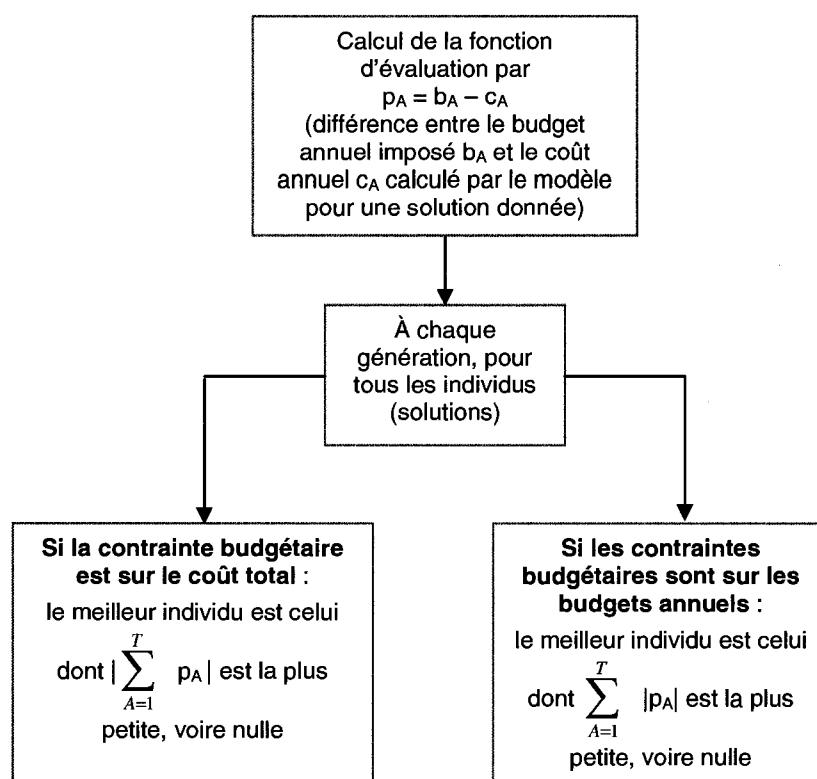 Calcul de la fonction
d'évaluation par
pA = bA – cA
(différence entre le budget
annuel imposé bA et le coût
annuel cA calculé par le modèle
pour une solution donnée)
À chaque
génération, pour
tous les individus
(solutions)
Si la contrainte budgétaire
est sur le coût total :
le meilleur individu est celui
dont |∑_{A=1}^{T} pA| est la plus
petite, voire nulle
Si les contraintes
budgétaires sont sur les
budgets annuels :
le meilleur individu est celui
dont ∑_{A=1}^{T} |pA| est la plus
petite, voire nulle